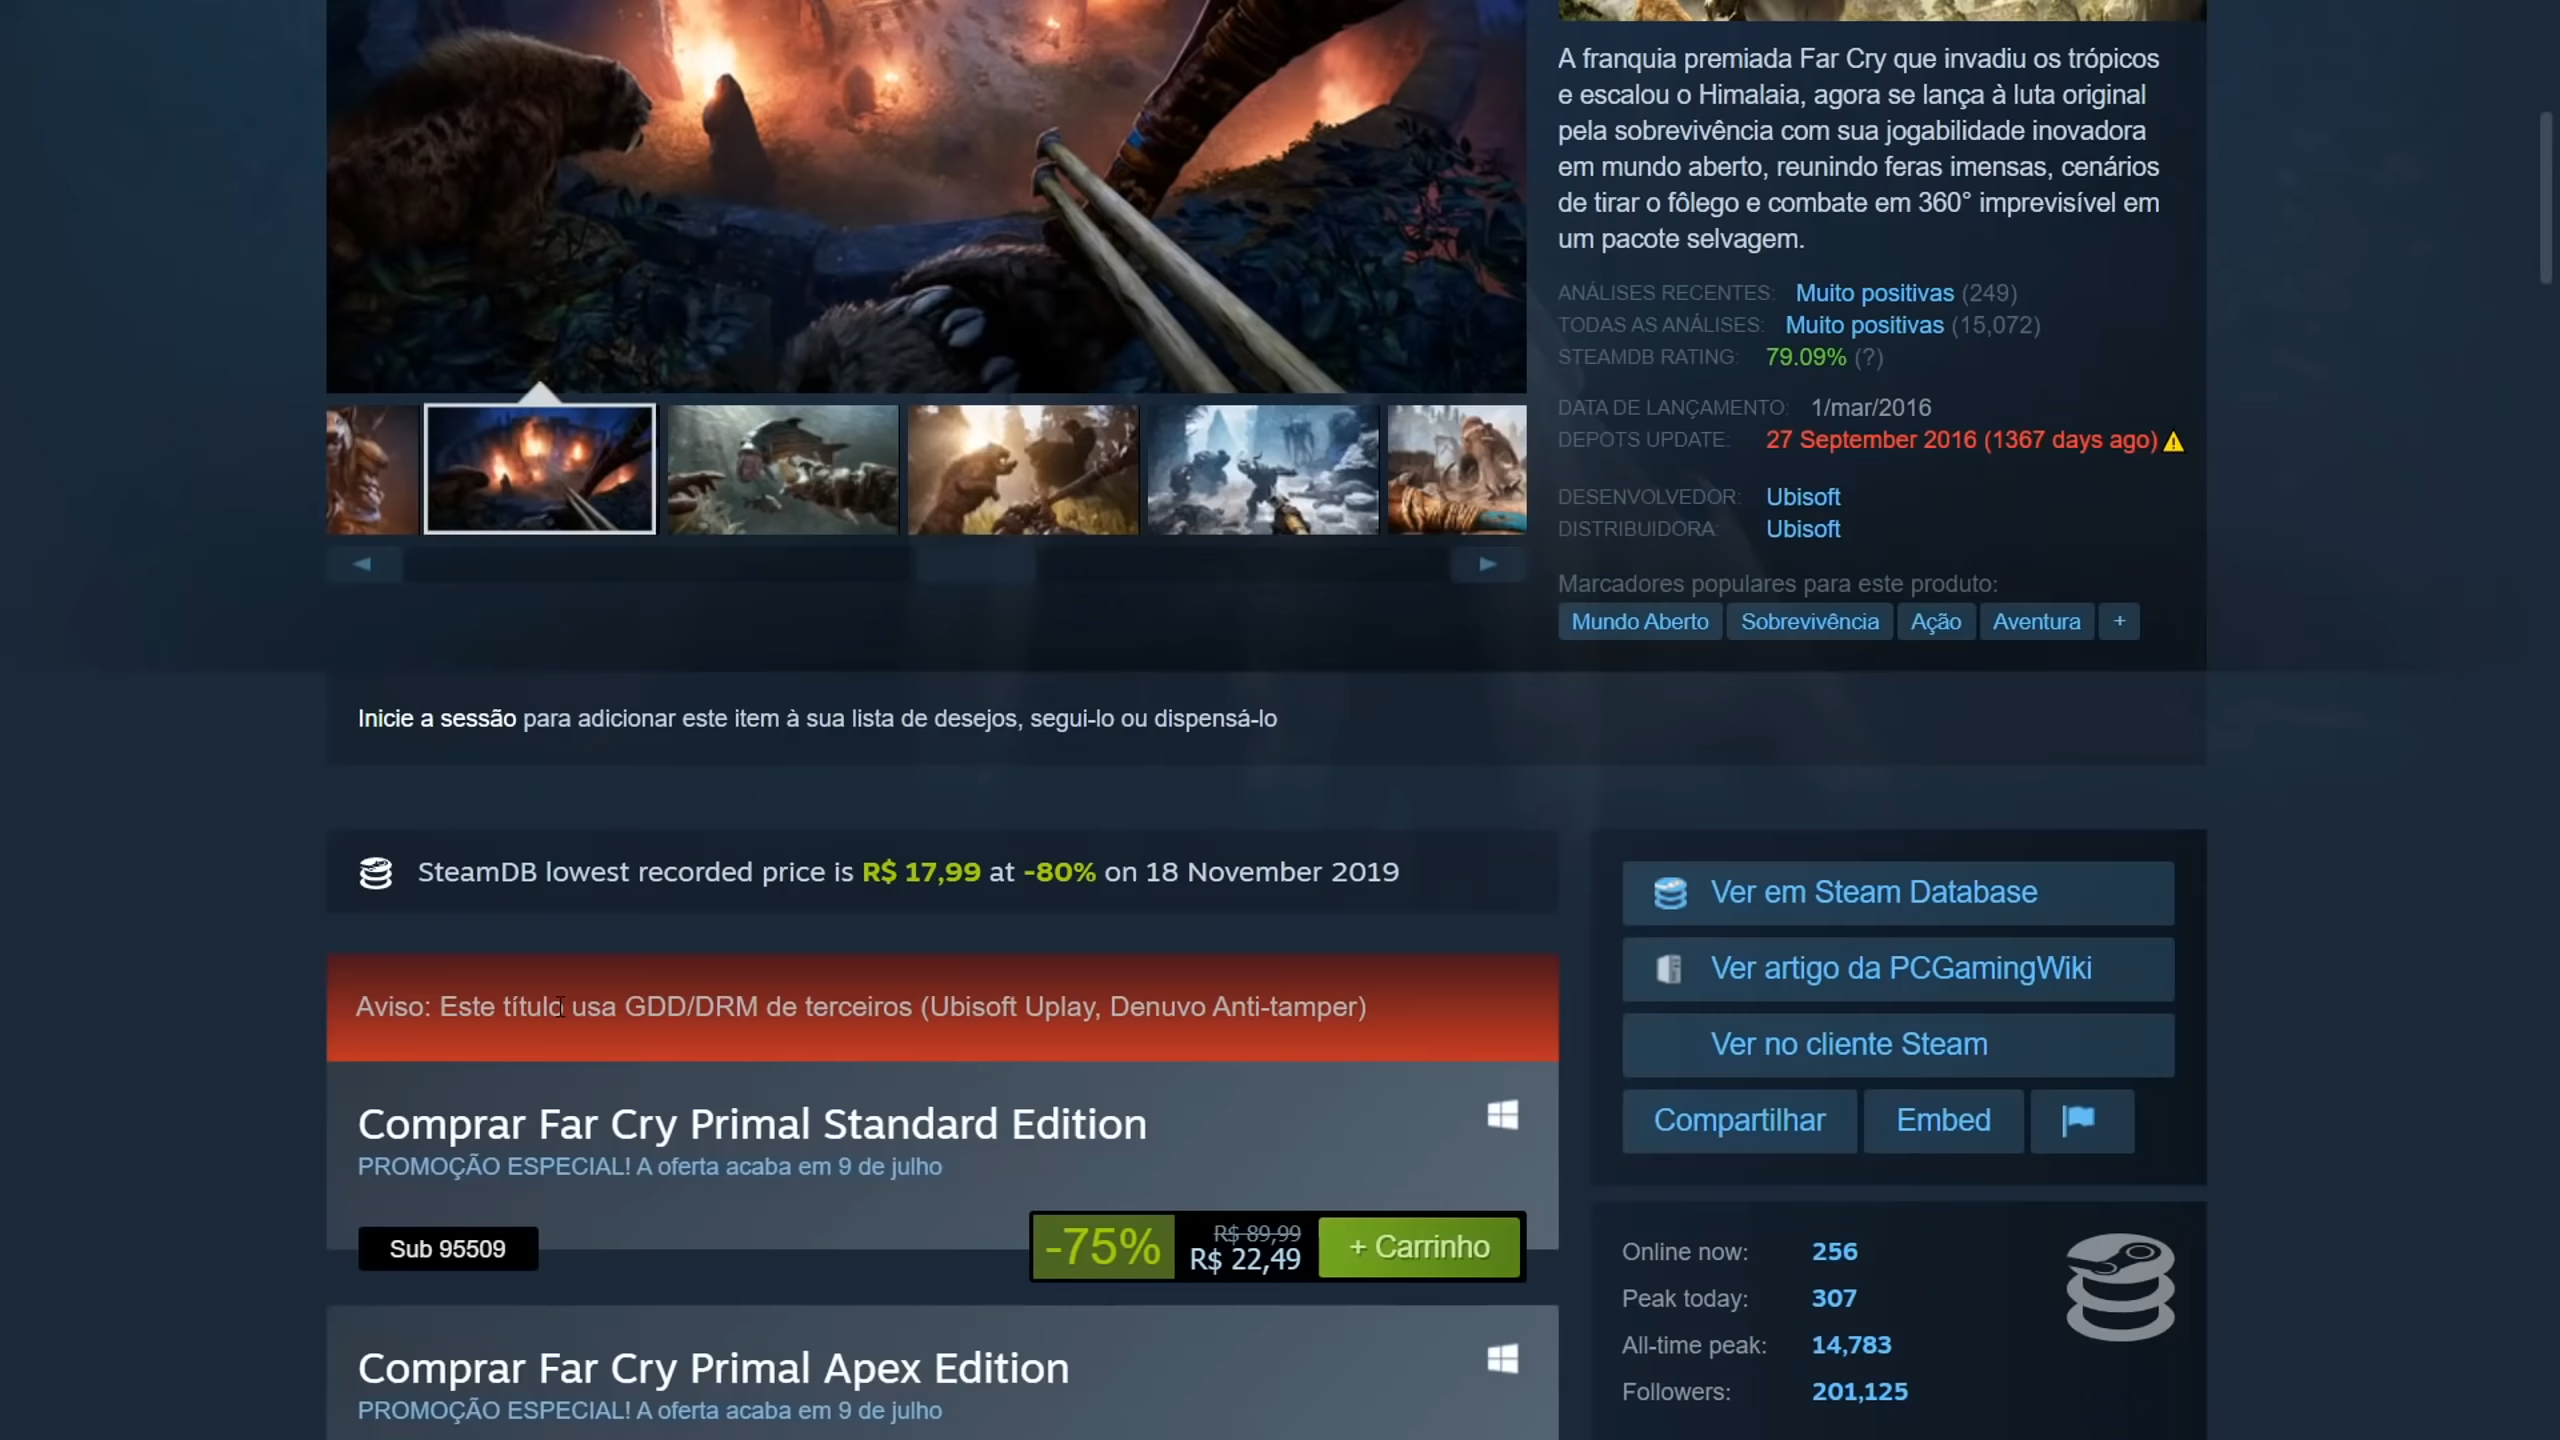 A franquia premiada Far Cry que invadiu os trópicos
e escalou o Himalaia, agora se lança à luta original
pela sobrevivência com sua jogabilidade inovadora
em mundo aberto, reunindo feras imensas, cenários
de tirar o fôlego e combate em 360° imprevisível em
um pacote selvagem.
ANÁLISES RECENTES: Muito positivas (249)
TODAS AS ANÁLISES: Muito positivas (15,072)
STEAMDB RATING: 79.09% (?)
DATA DE LANÇAMENTO: 1/mar/2016
DEPOTS UPDATE: 27 September 2016 (1367 days ago)
DESENVOLVEDOR: Ubisoft
DISTRIBUIDORA: Ubisoft
Marcadores populares para este produto:
Mundo Aberto Sobrevivência Ação Aventura +
Inicie a sessão para adicionar este item à sua lista de desejos, segui-lo ou dispensá-lo
SteamDB lowest recorded price is R$ 17,99 at -80% on 18 November 2019
Aviso: Este título usa GDD/DRM de terceiros (Ubisoft Uplay, Denuvo Anti-tamper)
Comprar Far Cry Primal Standard Edition
PROMOÇÃO ESPECIAL! A oferta acaba em 9 de julho
Sub 95509
-75%
R$ 89,99
R$ 22,49
+ Carrinho
Comprar Far Cry Primal Apex Edition
PROMOÇÃO ESPECIAL! A oferta acaba em 9 de julho
Ver em Steam Database
Ver artigo da PCGamingWiki
Ver no cliente Steam
Compartilhar Embed
Online now: 256
Peak today: 307
All-time peak: 14,783
Followers: 201,125